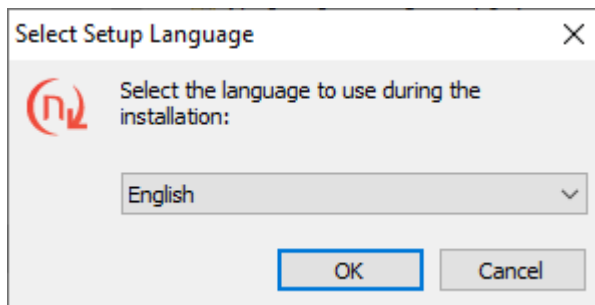 Select Setup Language
Select the language to use during the
installation:
English
OK
Cancel